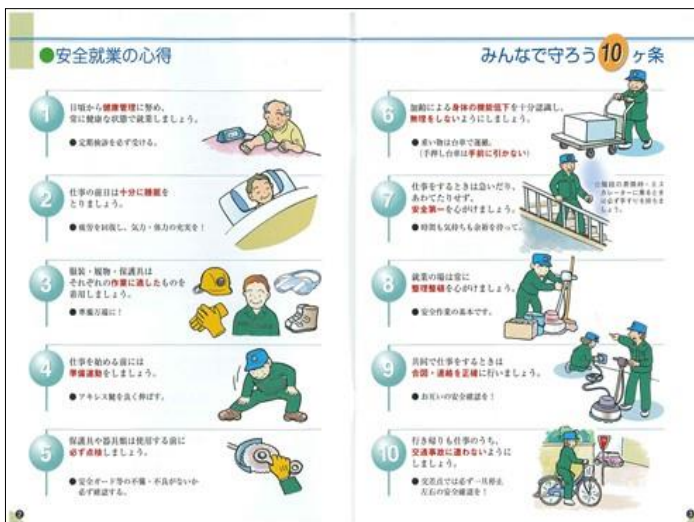 ●安全就業の心得
みんなで守ろう10ヶ条
1
日頃から健康管理に努め、
常に健康な状態で就業しましょう。
●定期検診を必ず受ける。
2
仕事の前日は十分に睡眠を
とりましょう。
●疲労を回復し、気力・体力の充実を！
3
服装・履物・保護具は
それぞれの作業に適したものを
着用しましょう。
●準備万端に！
4
仕事を始める前には
準備運動をしましょう。
●アキレス腱を良く伸ばす。
5
保護具や器具類は使用する前に
必ず点検しましょう。
●安全ガード等の不備・不良がないか
必ず確認する。
6
加齢による身体の機能低下を十分認識し、
無理をしないようにしましょう。
●重い物は台車で運搬。
（手押し台車は手前に引かない）
7
仕事をするときは急いだり、
あわてたりせず、
安全第一を心がけましょう。
●時間も気持ちも余裕を持って。
8
就業の場は常に
整理整頓を心がけましょう。
●安全作業の基本です。
9
共同で仕事をするときは
合図・連絡を正確に行いましょう。
●お互いの安全確認を！
10
行き帰りも仕事のうち、
交通事故に遭わないように
しましょう。
●交差点では必ず一旦停止
左右の安全確認を！
2
3